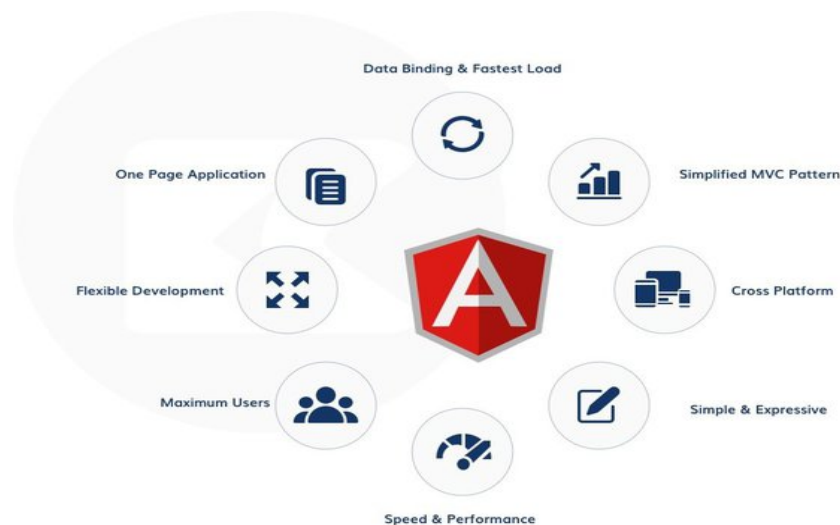 Data Binding & Fastest Load
One Page Application
Simplified MVC Pattern
Flexible Development
A
Cross Platform
Maximum Users
Simple & Expressive
Speed & Performance